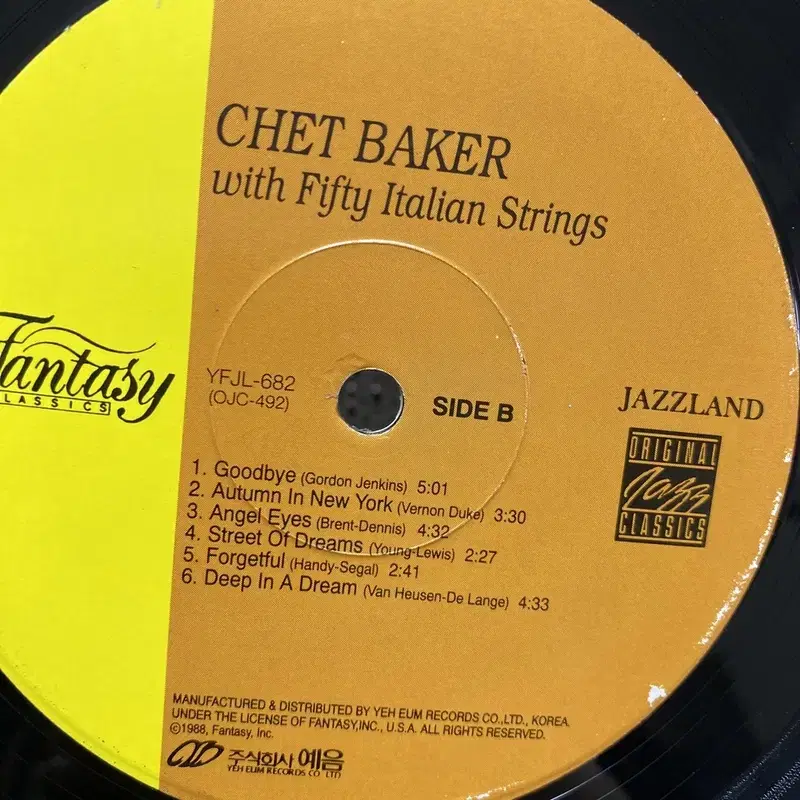 CHET BAKER
with Fifty Italian Strings
Fantasy
CLASSICS
YFJL-682
(OJC-492)
SIDE B
JAZZLAND
ORIGINAL
Jazz
CLASSICS
1. Goodbye (Gordon Jenkins) 5:01
2. Autumn In New York (Vernon Duke) 3:30
3. Angel Eyes (Brent-Dennis) 4:32
4. Street Of Dreams (Young-Lewis) 2:27
5. Forgetful (Handy-Segal) 2:41
6. Deep In A Dream (Van Heusen-De Lange) 4:33
MANUFACTURED & DISTRIBUTED BY YEH EUM RECORDS CO.,LTD., KOREA.
UNDER THE LICENSE OF FANTASY,INC., U.S.A. ALL RIGHTS RESERVED.
©1988, Fantasy, Inc.
주식회사 예음
YEH EUM RECORDS CO LTD